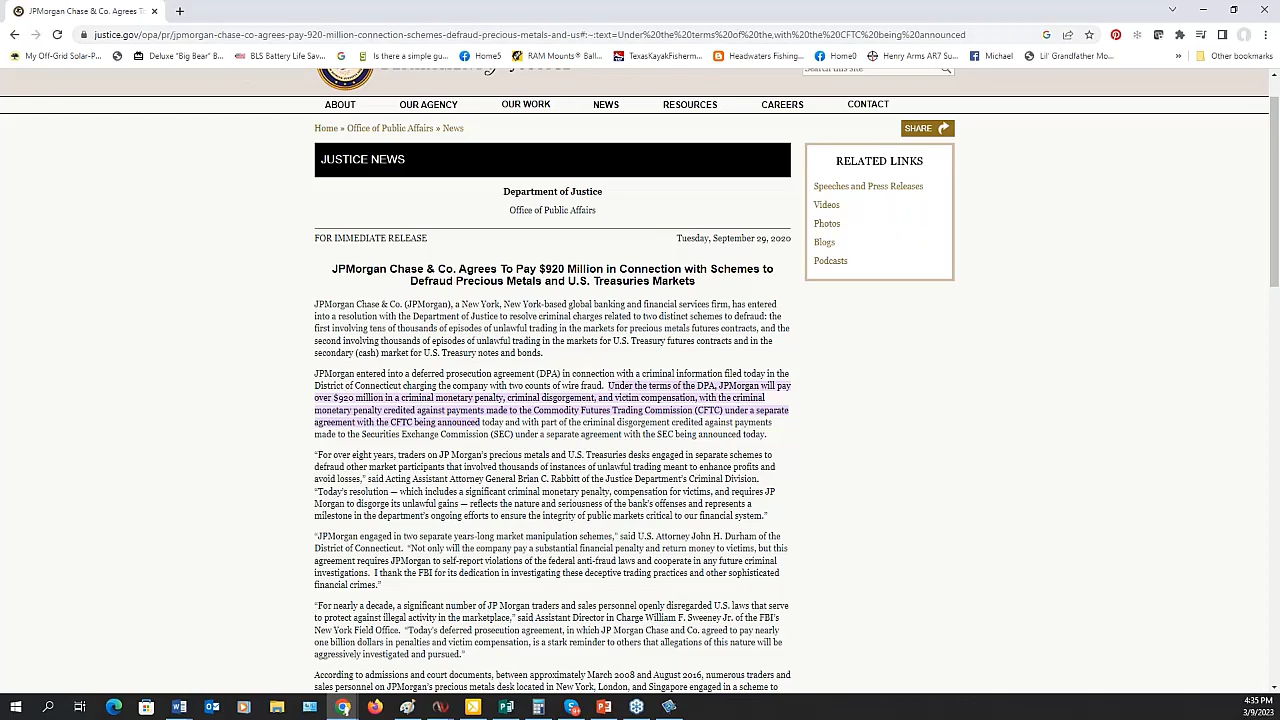 JPMorgan Chase & Co. Agrees To
justice.gov/opa/pr/jpmorgan-chase-co-agrees-pay-920-million-connection-schemes-defraud-precious-metals-and-us#:~:text=Under%20the%20terms%20of%20the,with%20the%20CFTC%20being%20announced
My Off-Grid Solar-P...
Deluxe "Big Bear" B...
BLS Battery Life Sav...
Is there a simple gu...
Home5
RAM Mounts® Ball...
TexasKayakFisherm...
Headwaters Fishing...
Home0
Henry Arms AR7 Su...
Michael
Lil' Grandfather Mo...
»
Other bookmarks
Search this site
ABOUT OUR AGENCY OUR WORK NEWS RESOURCES CAREERS CONTACT
Home » Office of Public Affairs » News
SHARE
JUSTICE NEWS
Department of Justice
Office of Public Affairs
FOR IMMEDIATE RELEASE Tuesday, September 29, 2020
JPMorgan Chase & Co. Agrees To Pay $920 Million in Connection with Schemes to
Defraud Precious Metals and U.S. Treasuries Markets
JPMorgan Chase & Co. (JPMorgan), a New York, New York-based global banking and financial services firm, has entered
into a resolution with the Department of Justice to resolve criminal charges related to two distinct schemes to defraud: the
first involving tens of thousands of episodes of unlawful trading in the markets for precious metals futures contracts, and the
second involving thousands of episodes of unlawful trading in the markets for U.S. Treasury futures contracts and in the
secondary (cash) market for U.S. Treasury notes and bonds.
JPMorgan entered into a deferred prosecution agreement (DPA) in connection with a criminal information filed today in the
District of Connecticut charging the company with two counts of wire fraud.  Under the terms of the DPA, JPMorgan will pay
over $920 million in a criminal monetary penalty, criminal disgorgement, and victim compensation, with the criminal
monetary penalty credited against payments made to the Commodity Futures Trading Commission (CFTC) under a separate
agreement with the CFTC being announced today and with part of the criminal disgorgement credited against payments
made to the Securities Exchange Commission (SEC) under a separate agreement with the SEC being announced today.
“For over eight years, traders on JP Morgan’s precious metals and U.S. Treasuries desks engaged in separate schemes to
defraud other market participants that involved thousands of instances of unlawful trading meant to enhance profits and
avoid losses,” said Acting Assistant Attorney General Brian C. Rabbitt of the Justice Department’s Criminal Division.
“Today’s resolution — which includes a significant criminal monetary penalty, compensation for victims, and requires JP
Morgan to disgorge its unlawful gains — reflects the nature and seriousness of the bank’s offenses and represents a
milestone in the department’s ongoing efforts to ensure the integrity of public markets critical to our financial system.”
“JPMorgan engaged in two separate years-long market manipulation schemes,” said U.S. Attorney John H. Durham of the
District of Connecticut.  “Not only will the company pay a substantial financial penalty and return money to victims, but this
agreement requires JPMorgan to self-report violations of the federal anti-fraud laws and cooperate in any future criminal
investigations.  I thank the FBI for its dedication in investigating these deceptive trading practices and other sophisticated
financial crimes.”
“For nearly a decade, a significant number of JP Morgan traders and sales personnel openly disregarded U.S. laws that serve
to protect against illegal activity in the marketplace,” said Assistant Director in Charge William F. Sweeney Jr. of the FBI’s
New York Field Office.  “Today’s deferred prosecution agreement, in which JP Morgan Chase and Co. agreed to pay nearly
one billion dollars in penalties and victim compensation, is a stark reminder to others that allegations of this nature will be
aggressively investigated and pursued.”
According to admissions and court documents, between approximately March 2008 and August 2016, numerous traders and
sales personnel on JPMorgan’s precious metals desk located in New York, London, and Singapore engaged in a scheme to
RELATED LINKS
Speeches and Press Releases
Videos
Photos
Blogs
Podcasts
4:35 PM
3/9/2023